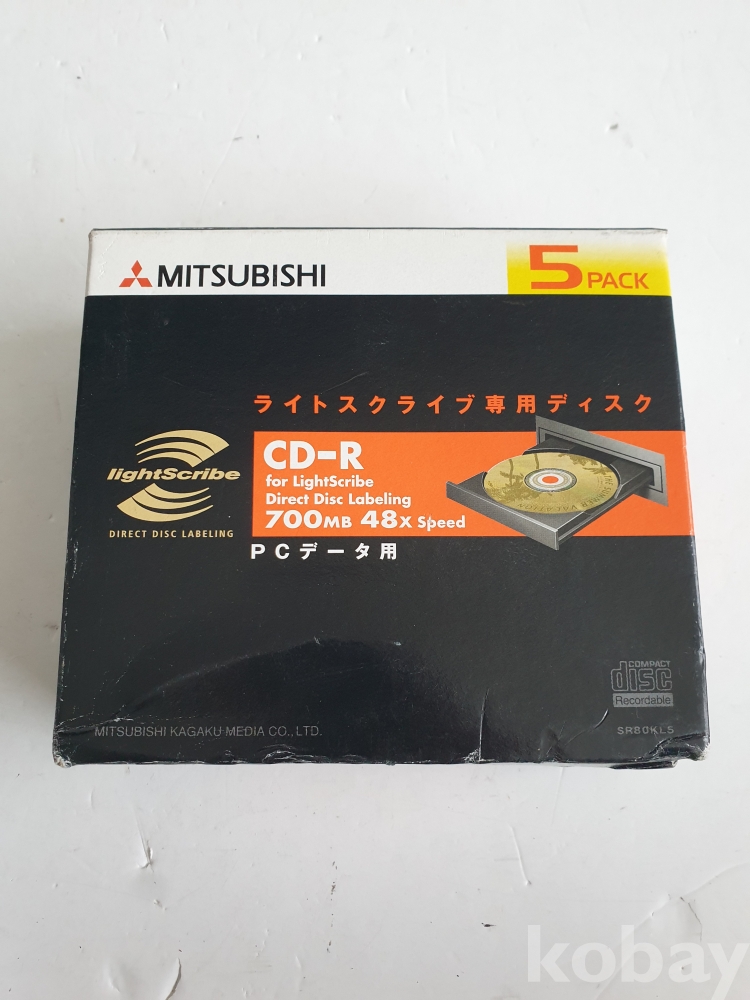 MITSUBISHI
5 PACK
ライトスクライブ専用ディスク
lightScribe
DIRECT DISC LABELING
CD-R
for LightScribe
Direct Disc Labeling
700MB 48X Speed
PCデータ用
COMPACT
disc
Recordable
MITSUBISHI KAGAKU MEDIA CO., LTD.
SR80KL5
kobay